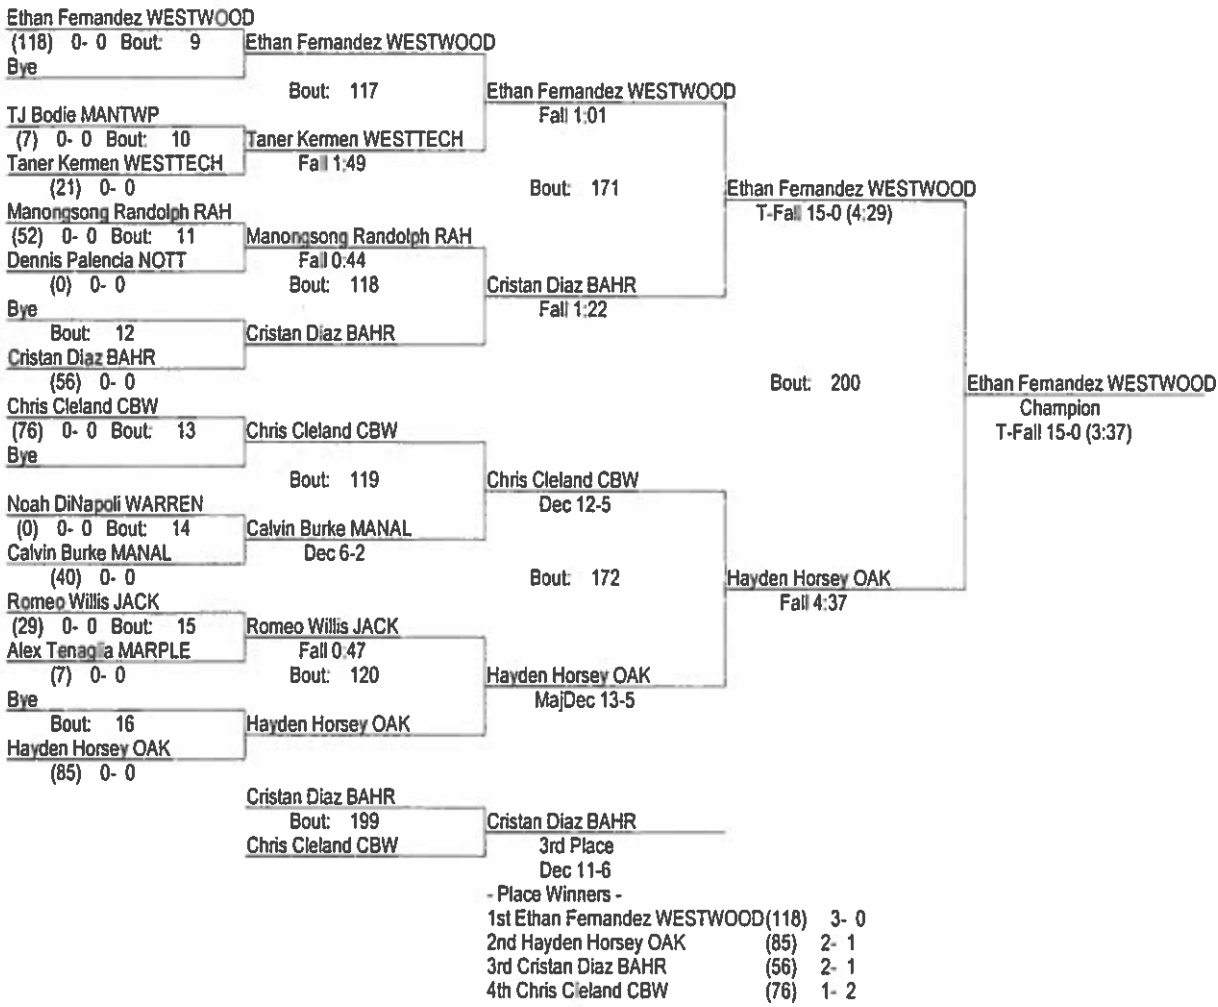 Ethan Fernandez WESTWOOD
(118) 0- 0 Bout: 9
Bye
Ethan Fernandez WESTWOOD
Bout: 117
TJ Bodie MANTWP
(7) 0- 0 Bout: 10
Taner Kermen WESTTECH
(21) 0- 0
Taner Kermen WESTTECH
Fall 1:49
Ethan Fernandez WESTWOOD
Fall 1:01
Bout: 171
Manongsong Randolph RAH
(52) 0- 0 Bout: 11
Dennis Palencia NOTT
(0) 0- 0
Manongsong Randolph RAH
Fall 0:44
Bout: 118
Bye
Bout: 12
Cristan Diaz BAHR
(56) 0- 0
Cristan Diaz BAHR
Cristan Diaz BAHR
Fall 1:22
Ethan Fernandez WESTWOOD
T-Fall 15-0 (4:29)
Bout: 200
Chris Cleland CBW
(76) 0- 0 Bout: 13
Bye
Chris Cleland CBW
Bout: 119
Noah DiNapoli WARREN
(0) 0- 0 Bout: 14
Calvin Burke MANAL
(40) 0- 0
Calvin Burke MANAL
Dec 6-2
Chris Cleland CBW
Dec 12-5
Bout: 172
Romeo Willis JACK
(29) 0- 0 Bout: 15
Alex Tenaglia MARPLE
(7) 0- 0
Romeo Willis JACK
Fall 0:47
Bout: 120
Bye
Bout: 16
Hayden Horsey OAK
(85) 0- 0
Hayden Horsey OAK
Hayden Horsey OAK
MajDec 13-5
Hayden Horsey OAK
Fall 4:37
Ethan Fernandez WESTWOOD
Champion
T-Fall 15-0 (3:37)
Cristan Diaz BAHR
Bout: 199
Chris Cleland CBW
Cristan Diaz BAHR
3rd Place
Dec 11-6
- Place Winners -
1st Ethan Fernandez WESTWOOD (118) 3- 0
2nd Hayden Horsey OAK (85) 2- 1
3rd Cristan Diaz BAHR (56) 2- 1
4th Chris Cleland CBW (76) 1- 2